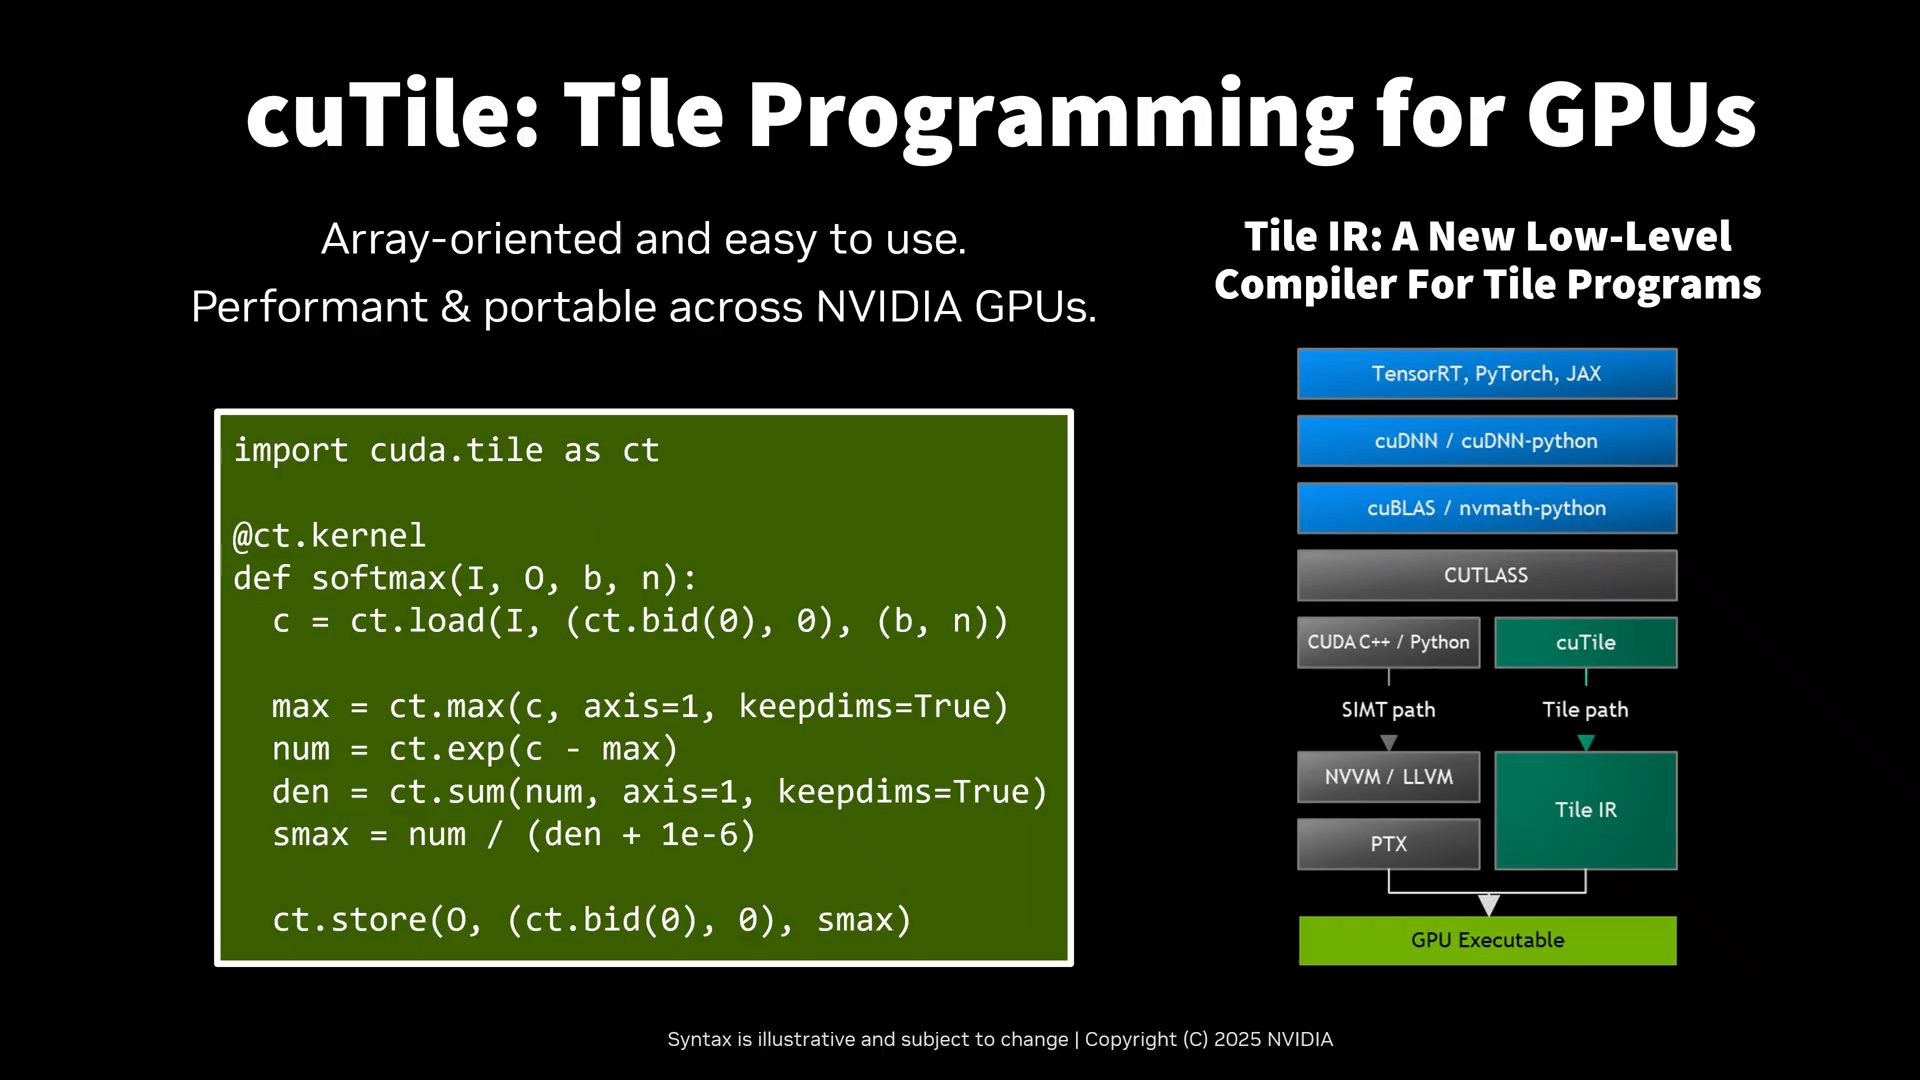 cuTile: Tile Programming for GPUs
Array-oriented and easy to use.
Performant & portable across NVIDIA GPUs.
import cuda.tile as ct
@ct.kernel
def softmax(I, O, b, n):
  c = ct.load(I, (ct.bid(0), 0), (b, n))
  max = ct.max(c, axis=1, keepdims=True)
  num = ct.exp(c - max)
  den = ct.sum(num, axis=1, keepdims=True)
  smax = num / (den + 1e-6)
  ct.store(O, (ct.bid(0), 0), smax)
Tile IR: A New Low-Level
Compiler For Tile Programs
TensorRT, PyTorch, JAX
cuDNN / cuDNN-python
cuBLAS / nvmath-python
CUTLASS
CUDA C++ / Python
cuTile
SIMT path
Tile path
NVVM / LLVM
Tile IR
PTX
GPU Executable
Syntax is illustrative and subject to change | Copyright (C) 2025 NVIDIA